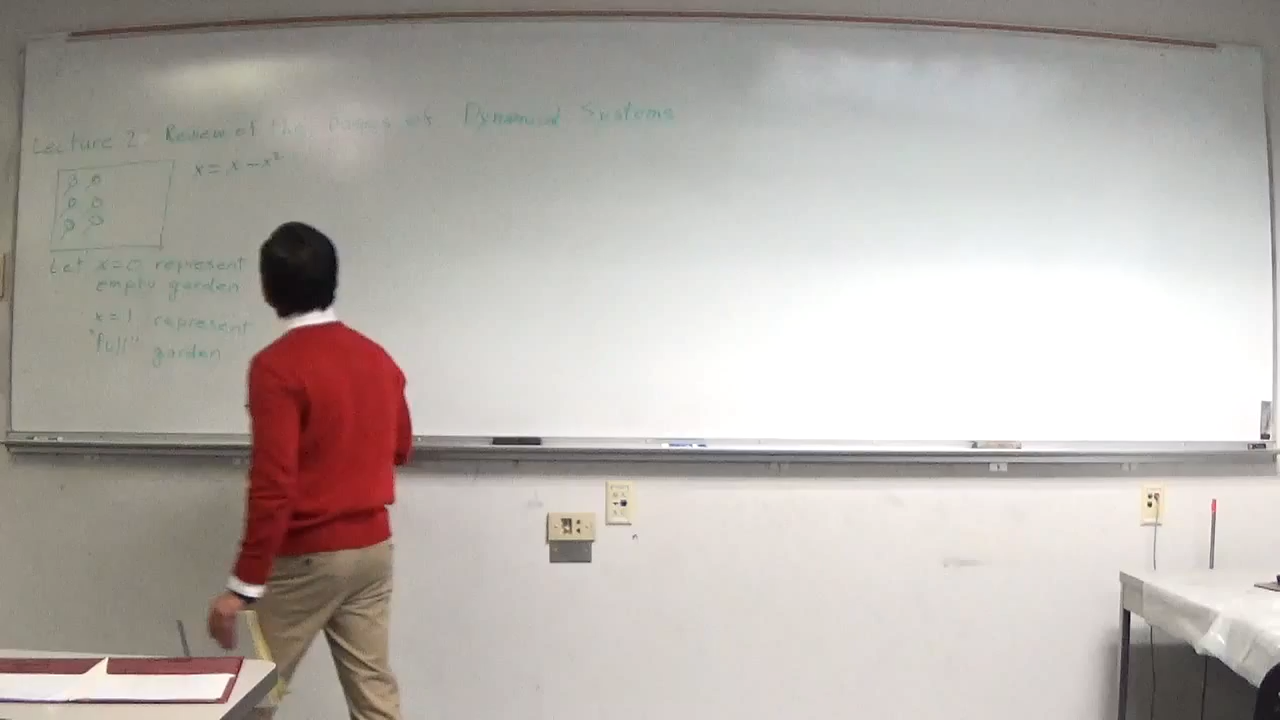 Lecture 2: Review of the basics of Dynamical Systems
x = x - x²
Let x=0 represent
empty garden
x=1 represent
"full" garden